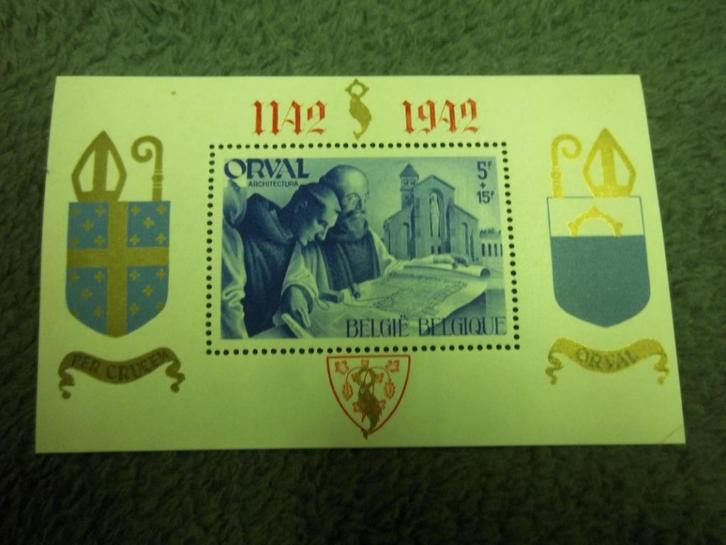 1142 1942
ORVAL
ARCHITECTURA
5F
+
15F
BELGIË BELGIQUE
PER CRUCEM
ORVAL